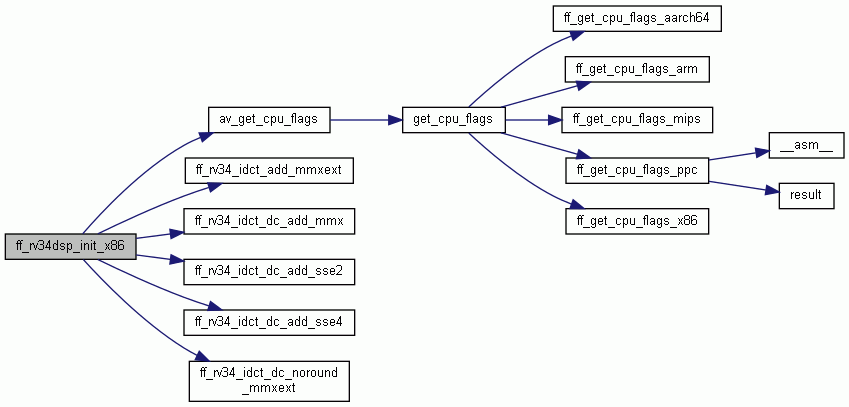 ff_get_cpu_flags_aarch64
ff_get_cpu_flags_arm
av_get_cpu_flags
get_cpu_flags
ff_get_cpu_flags_mips
__asm__
ff_rv34_idct_add_mmxext
ff_get_cpu_flags_ppc
result
ff_rv34_idct_dc_add_mmx
ff_get_cpu_flags_x86
ff_rv34dsp_init_x86
ff_rv34_idct_dc_add_sse2
ff_rv34_idct_dc_add_sse4
ff_rv34_idct_dc_noround
_mmxext